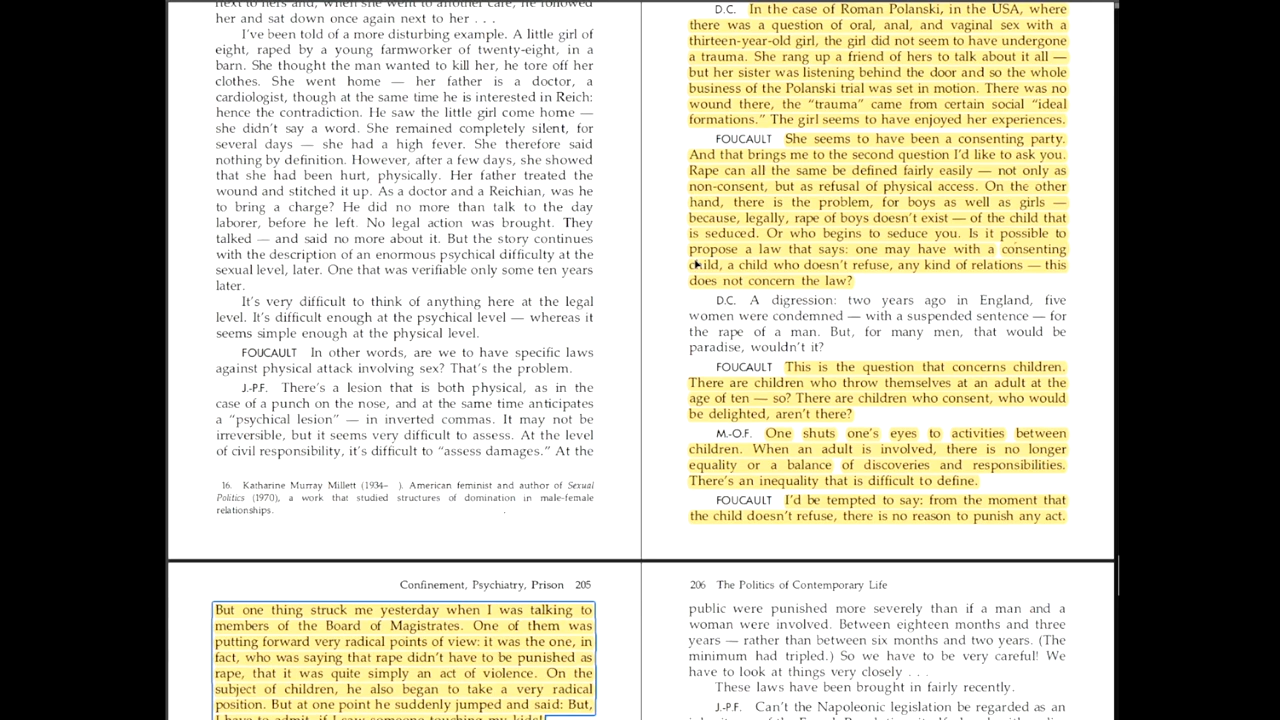 next to hers and, when she went to another café, he followed
her and sat down once again next to her . . .
I've been told of a more disturbing example. A little girl of
eight, raped by a young farmworker of twenty-eight, in a
barn. She thought the man wanted to kill her, he tore off her
clothes. She went home — her father is a doctor, a
cardiologist, though at the same time he is interested in Reich:
hence the contradiction. He saw the little girl come home —
she didn't say a word. She remained completely silent, for
several days — she had a high fever. She therefore said
nothing by definition. However, after a few days, she showed
that she had been hurt, physically. Her father treated the
wound and stitched it up. As a doctor and a Reichian, was he
to bring a charge? He did no more than talk to the day
laborer, before he left. No legal action was brought. They
talked — and said no more about it. But the story continues
with the description of an enormous psychical difficulty at the
sexual level, later. One that was verifiable only some ten years
later.
It's very difficult to think of anything here at the legal
level. It's difficult enough at the psychical level — whereas it
seems simple enough at the physical level.
FOUCAULT In other words, are we to have specific laws
against physical attack involving sex? That's the problem.
J.-P.F. There's a lesion that is both physical, as in the
case of a punch on the nose, and at the same time anticipates
a "psychical lesion" — in inverted commas. It may not be
irreversible, but it seems very difficult to assess. At the level
of civil responsibility, it's difficult to "assess damages." At the
16. Katharine Murray Millett (1934– ). American feminist and author of Sexual
Politics (1970), a work that studied structures of domination in male-female
relationships.
D.C. In the case of Roman Polanski, in the USA, where
there was a question of oral, anal, and vaginal sex with a
thirteen-year-old girl, the girl did not seem to have undergone
a trauma. She rang up a friend of hers to talk about it all —
but her sister was listening behind the door and so the whole
business of the Polanski trial was set in motion. There was no
wound there, the "trauma" came from certain social "ideal
formations." The girl seems to have enjoyed her experiences.
FOUCAULT She seems to have been a consenting party.
And that brings me to the second question I'd like to ask you.
Rape can all the same be defined fairly easily — not only as
non-consent, but as refusal of physical access. On the other
hand, there is the problem, for boys as well as girls —
because, legally, rape of boys doesn't exist — of the child that
is seduced. Or who begins to seduce you. Is it possible to
propose a law that says: one may have with a consenting
child, a child who doesn't refuse, any kind of relations — this
does not concern the law?
D.C. A digression: two years ago in England, five
women were condemned — with a suspended sentence — for
the rape of a man. But, for many men, that would be
paradise, wouldn't it?
FOUCAULT This is the question that concerns children.
There are children who throw themselves at an adult at the
age of ten — so? There are children who consent, who would
be delighted, aren't there?
M.-O.F. One shuts one's eyes to activities between
children. When an adult is involved, there is no longer
equality or a balance of discoveries and responsibilities.
There's an inequality that is difficult to define.
FOUCAULT I'd be tempted to say: from the moment that
the child doesn't refuse, there is no reason to punish any act.
Confinement, Psychiatry, Prison 205
But one thing struck me yesterday when I was talking to
members of the Board of Magistrates. One of them was
putting forward very radical points of view: it was the one, in
fact, who was saying that rape didn't have to be punished as
rape, that it was quite simply an act of violence. On the
subject of children, he also began to take a very radical
position. But at one point he suddenly jumped and said: But,
I have to admit, if I saw someone touching my kids!
206 The Politics of Contemporary Life
public were punished more severely than if a man and a
woman were involved. Between eighteen months and three
years — rather than between six months and two years. (The
minimum had tripled.) So we have to be very careful! We
have to look at things very closely . . .
These laws have been brought in fairly recently.
J.-P.F. Can't the Napoleonic legislation be regarded as an